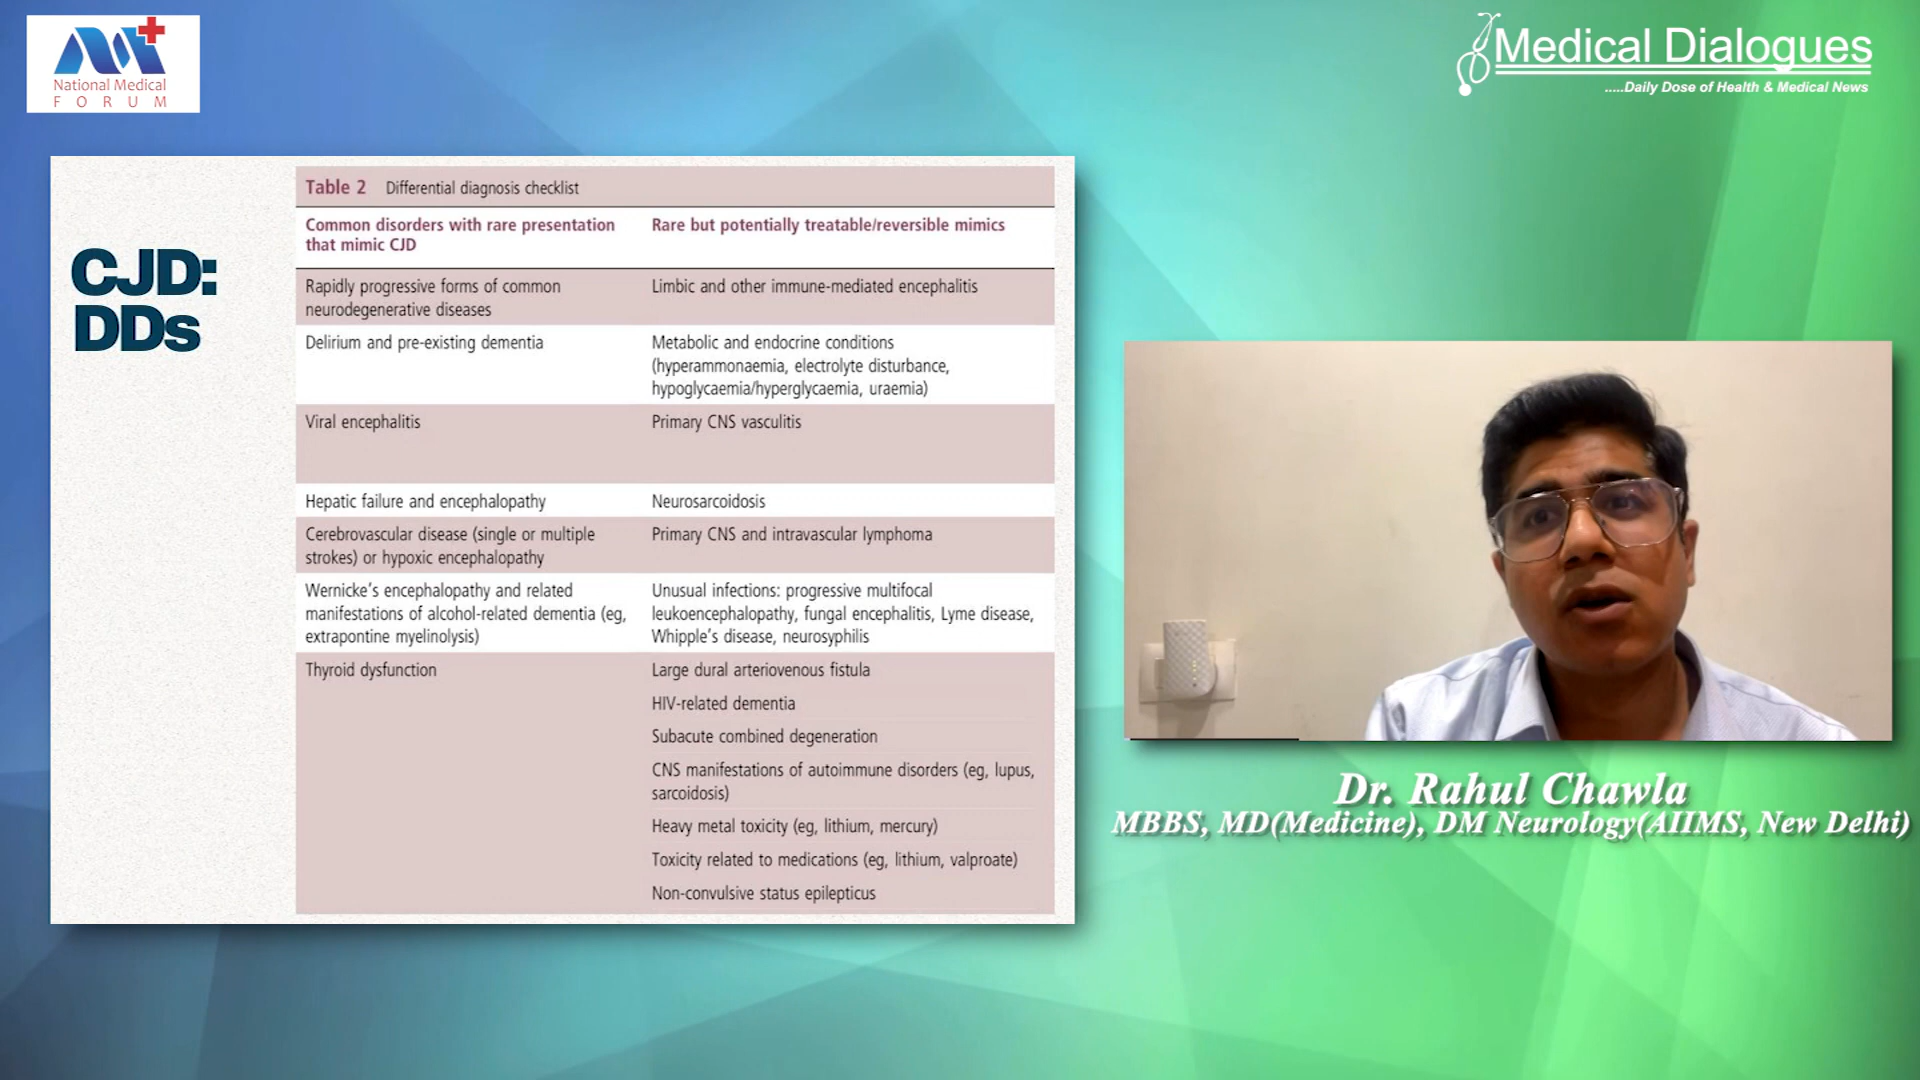 National Medical
FORUM
Medical Dialogues
.....Daily Dose of Health & Medical News
CJD:
DDs
Table 2 Differential diagnosis checklist
Common disorders with rare presentation
that mimic CJD
Rare but potentially treatable/reversible mimics
Rapidly progressive forms of common
neurodegenerative diseases
Limbic and other immune-mediated encephalitis
Delirium and pre-existing dementia
Metabolic and endocrine conditions
(hyperammonaemia, electrolyte disturbance,
hypoglycaemia/hyperglycaemia, uraemia)
Viral encephalitis
Primary CNS vasculitis
Hepatic failure and encephalopathy
Neurosarcoidosis
Cerebrovascular disease (single or multiple
strokes) or hypoxic encephalopathy
Primary CNS and intravascular lymphoma
Wernicke's encephalopathy and related
manifestations of alcohol-related dementia (eg,
extrapontine myelinolysis)
Unusual infections: progressive multifocal
leukoencephalopathy, fungal encephalitis, Lyme disease,
Whipple's disease, neurosyphilis
Thyroid dysfunction
Large dural arteriovenous fistula
HIV-related dementia
Subacute combined degeneration
CNS manifestations of autoimmune disorders (eg, lupus,
sarcoidosis)
Heavy metal toxicity (eg, lithium, mercury)
Toxicity related to medications (eg, lithium, valproate)
Non-convulsive status epilepticus
Dr. Rahul Chawla
MBBS, MD(Medicine), DM Neurology(AIIMS, New Delhi)